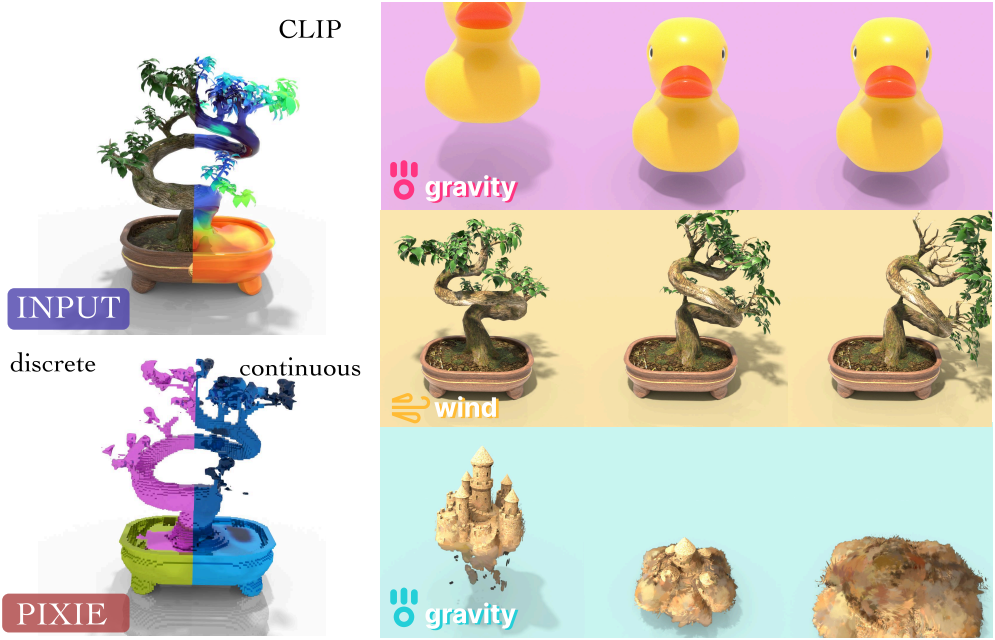 CLIP
INPUT
discrete
continuous
PIXIE
gravity
wind
gravity